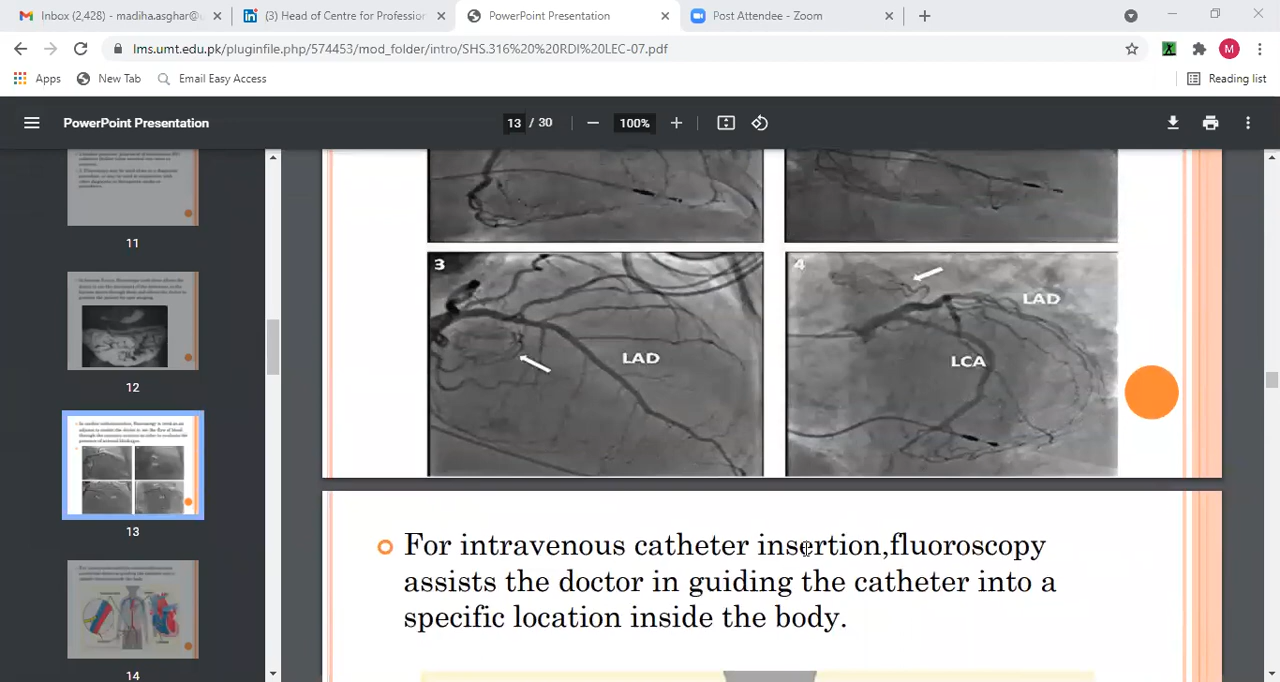 Inbox (2,428) - madiha.asghar@u
(3) Head of Centre for Profession
PowerPoint Presentation
Post Attendee - Zoom
lms.umt.edu.pk/pluginfile.php/574453/mod_folder/intro/SHS.316%20%20RDI%20LEC-07.pdf
M
Apps
New Tab
Email Easy Access
Reading list
PowerPoint Presentation
13 / 30
100%
11
12
13
14
3
LAD
4
LAD
LCA
For intravenous catheter insertion,fluoroscopy
assists the doctor in guiding the catheter into a
specific location inside the body.